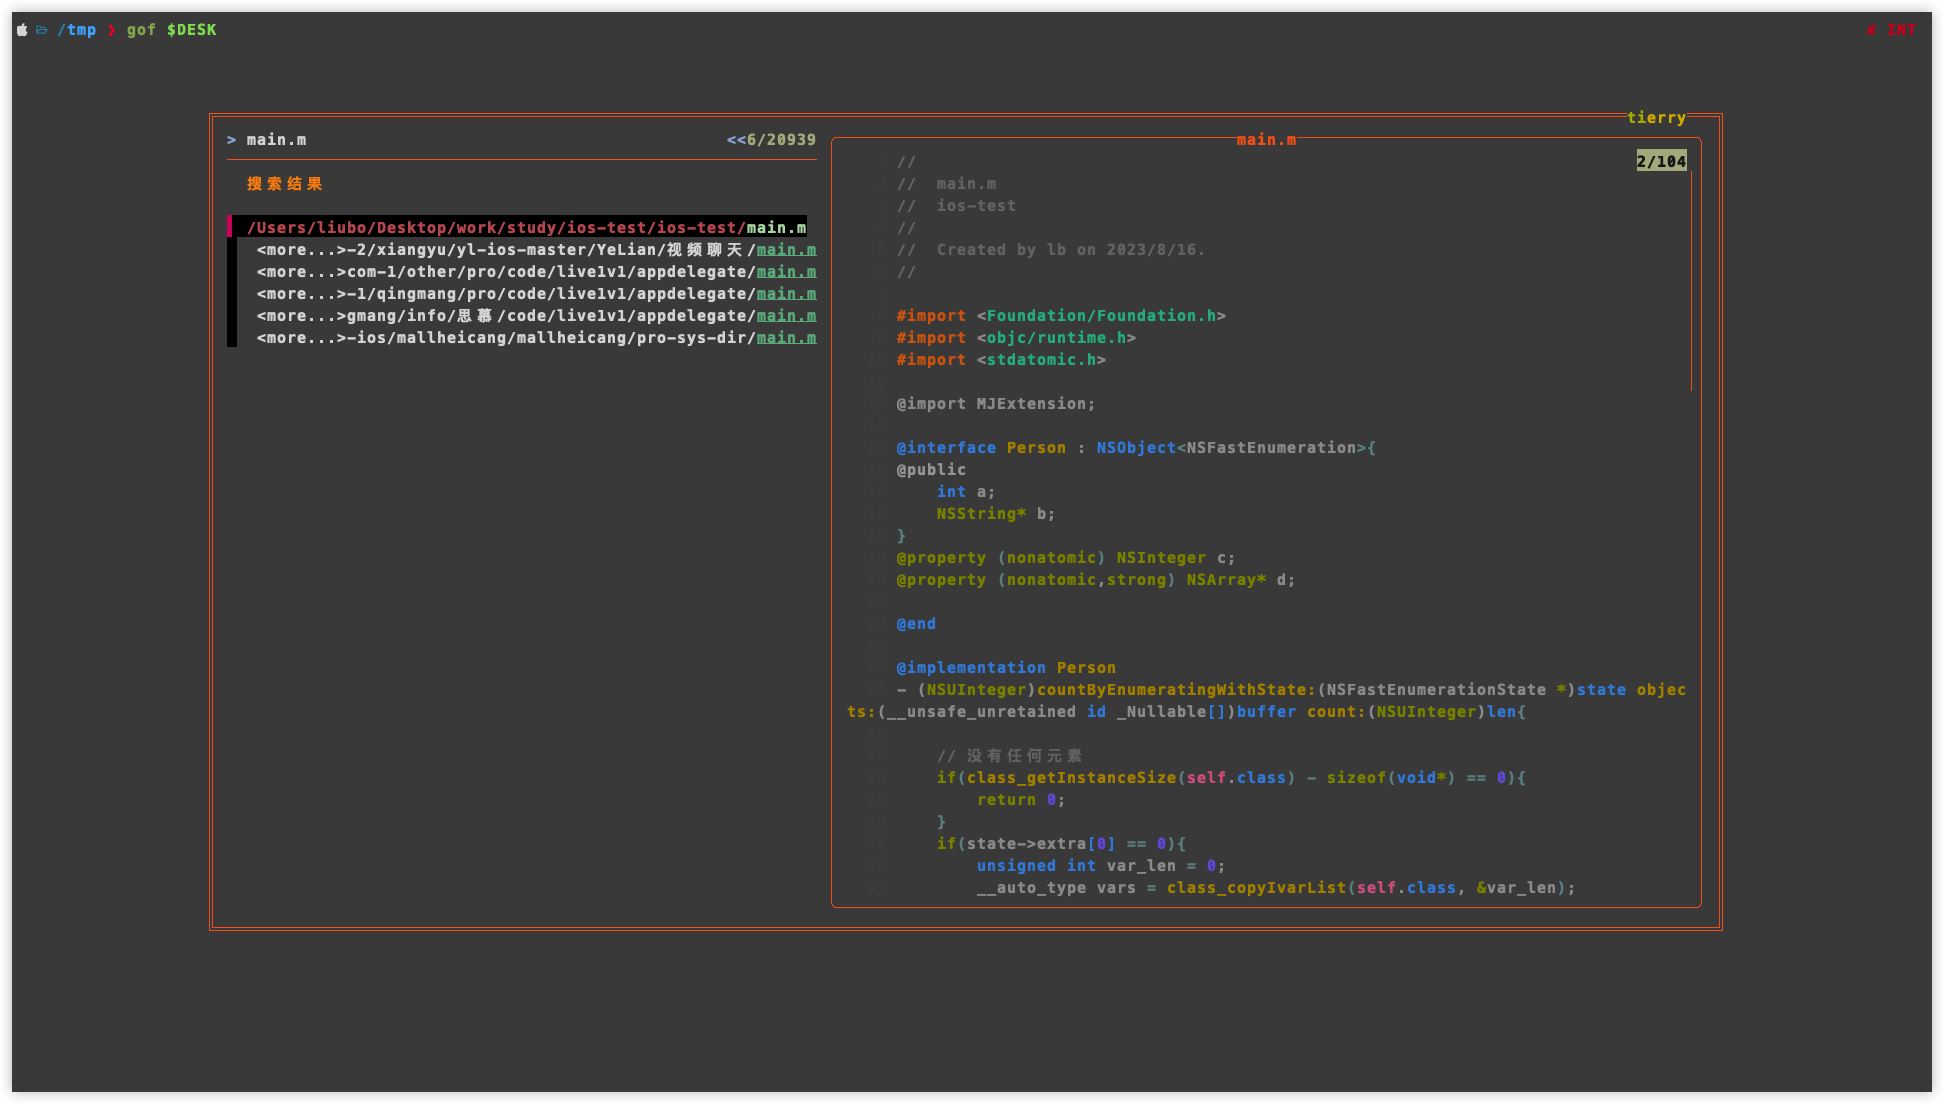 /tmp ❯ gof $DESK
✘ INT
tierry
> main.m
<<6/20939
搜索结果
/Users/liubo/Desktop/work/study/ios-test/ios-test/main.m
<more...>-2/xiangyu/yl-ios-master/YeLian/视频聊天/main.m
<more...>com-1/other/pro/code/live1v1/appdelegate/main.m
<more...>-1/qingmang/pro/code/live1v1/appdelegate/main.m
<more...>gmang/info/思慕/code/live1v1/appdelegate/main.m
<more...>-ios/mallheicang/mallheicang/pro-sys-dir/main.m
main.m
2/104
//
//  main.m
//  ios-test
//
//  Created by lb on 2023/8/16.
//
#import <Foundation/Foundation.h>
#import <objc/runtime.h>
#import <stdatomic.h>
@import MJExtension;
@interface Person : NSObject<NSFastEnumeration>{
@public
    int a;
    NSString* b;
}
@property (nonatomic) NSInteger c;
@property (nonatomic,strong) NSArray* d;
@end
@implementation Person
- (NSUInteger)countByEnumeratingWithState:(NSFastEnumerationState *)state objec
ts:(__unsafe_unretained id _Nullable[])buffer count:(NSUInteger)len{
    // 没有任何元素
    if(class_getInstanceSize(self.class) - sizeof(void*) == 0){
        return 0;
    }
    if(state->extra[0] == 0){
        unsigned int var_len = 0;
        __auto_type vars = class_copyIvarList(self.class, &var_len);